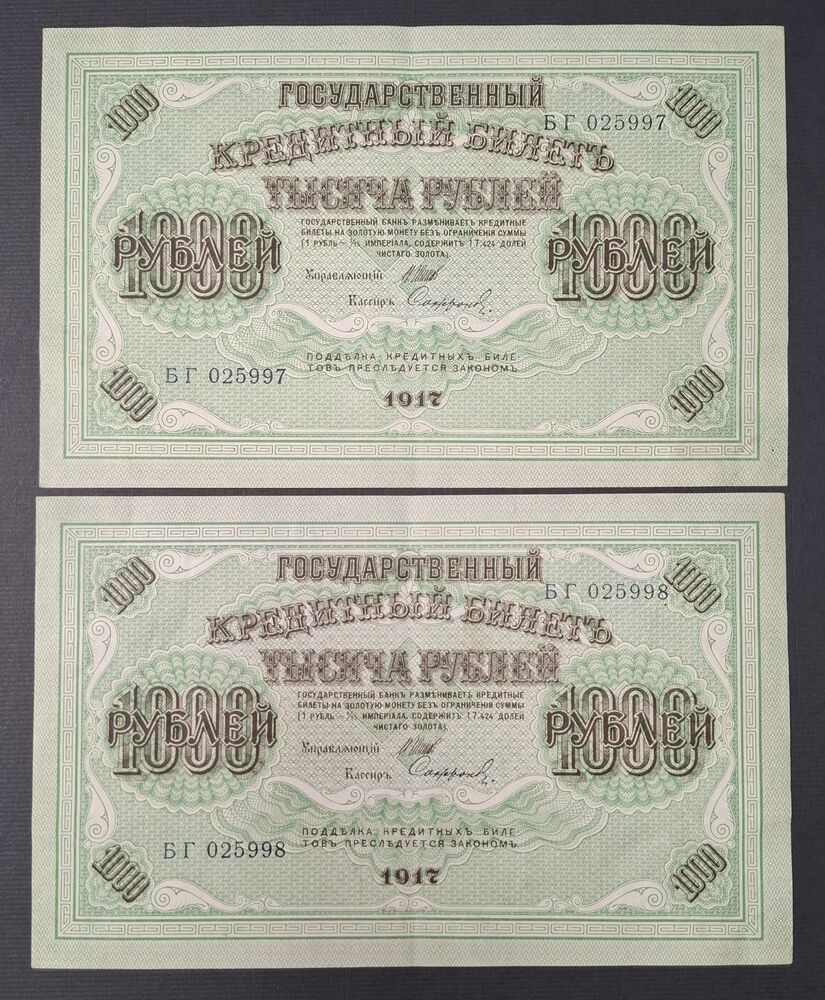 1000 ГОСУДАРСТВЕННЫЙ 1000
БГ 025997
КРЕДИТНЫЙ БИЛЕТЪ
ТЫСЯЧА РУБЛЕЙ
1000 РУБЛЕЙ
1000 РУБЛЕЙ
ГОСУДАРСТВЕННЫЙ БАНКЪ РАЗМѢНИВАЕТЪ КРЕДИТНЫЕ
БИЛЕТЫ НА ЗОЛОТУЮ МОНЕТУ БЕЗЪ ОГРАНИЧЕНІЯ СУММЫ
(1 РУБЛЬ = 1/15 ИМПЕРІАЛА, СОДЕРЖИТЪ 17.424 ДОЛЕЙ
ЧИСТАГО ЗОЛОТА).
Управляющій
Кассиръ Сафронов
ПОДДѢЛКА КРЕДИТНЫХЪ БИЛЕ-
ТОВЪ ПРЕСЛѢДУЕТСЯ ЗАКОНОМЪ.
БГ 025997
1000 1917 1000
1000 ГОСУДАРСТВЕННЫЙ 1000
БГ 025998
КРЕДИТНЫЙ БИЛЕТЪ
ТЫСЯЧА РУБЛЕЙ
1000 РУБЛЕЙ
1000 РУБЛЕЙ
ГОСУДАРСТВЕННЫЙ БАНКЪ РАЗМѢНИВАЕТЪ КРЕДИТНЫЕ
БИЛЕТЫ НА ЗОЛОТУЮ МОНЕТУ БЕЗЪ ОГРАНИЧЕНІЯ СУММЫ
(1 РУБЛЬ = 1/15 ИМПЕРІАЛА, СОДЕРЖИТЪ 17.424 ДОЛЕЙ
ЧИСТАГО ЗОЛОТА).
Управляющій
Кассиръ Сафронов
ПОДДѢЛКА КРЕДИТНЫХЪ БИЛЕ-
ТОВЪ ПРЕСЛѢДУЕТСЯ ЗАКОНОМЪ.
БГ 025998
1000 1917 1000